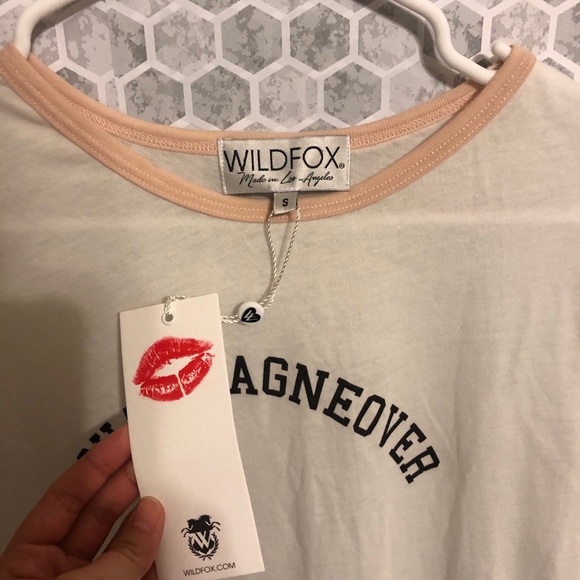 WILDFOX®
Made in Los Angeles
S
AGNEOVER
W
WILDFOX.COM